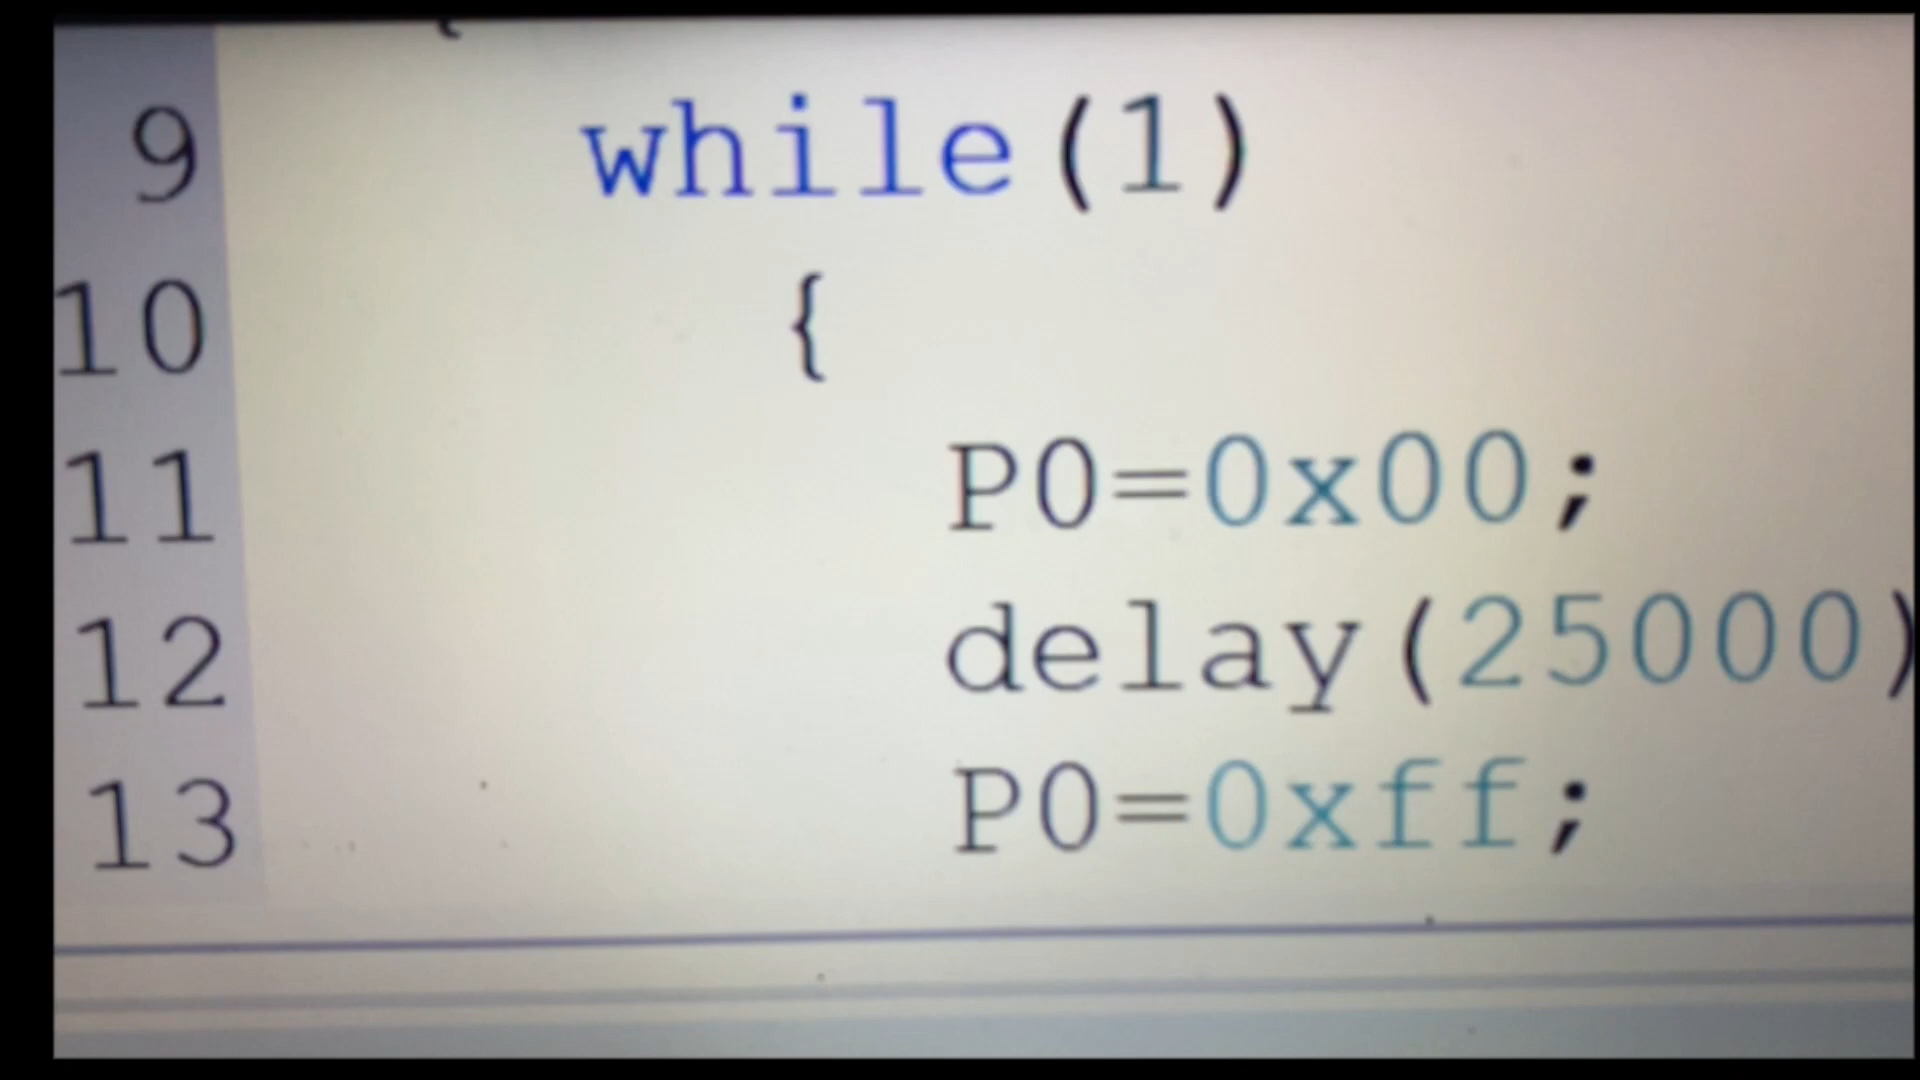 9 while(1)
10 {
11 P0=0x00;
12 delay(25000)
13 P0=0xff;